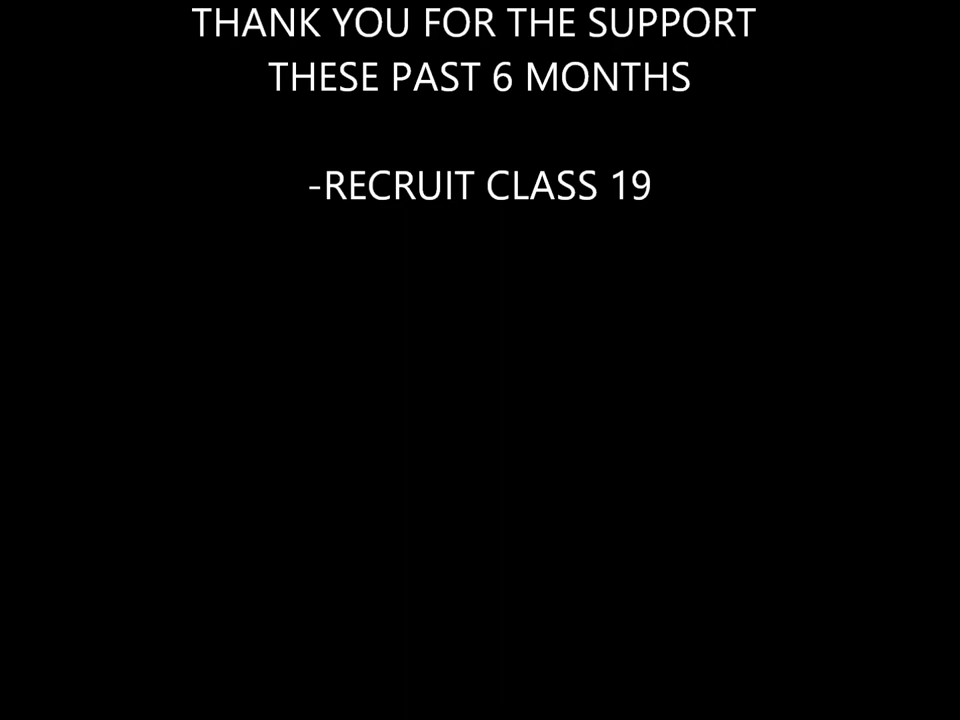 THANK YOU FOR THE SUPPORT
THESE PAST 6 MONTHS
-RECRUIT CLASS 19